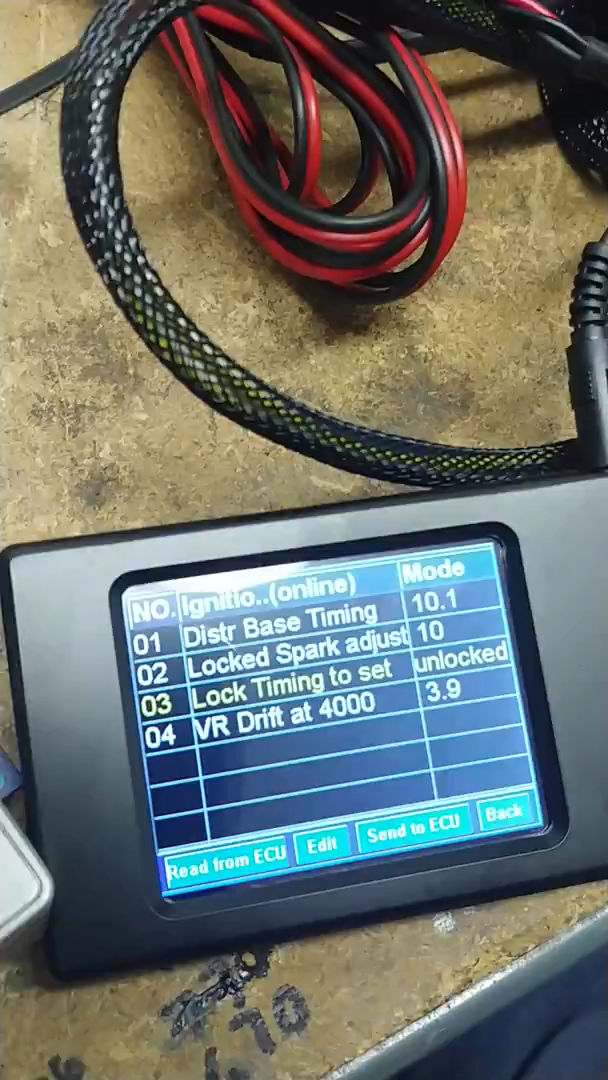 NO. Ignitio..(online) Mode
01 Distr Base Timing 10.1
02 Locked Spark adjust 10
03 Lock Timing to set unlocked
04 VR Drift at 4000 3.9
Read from ECU Edit Send to ECU Back